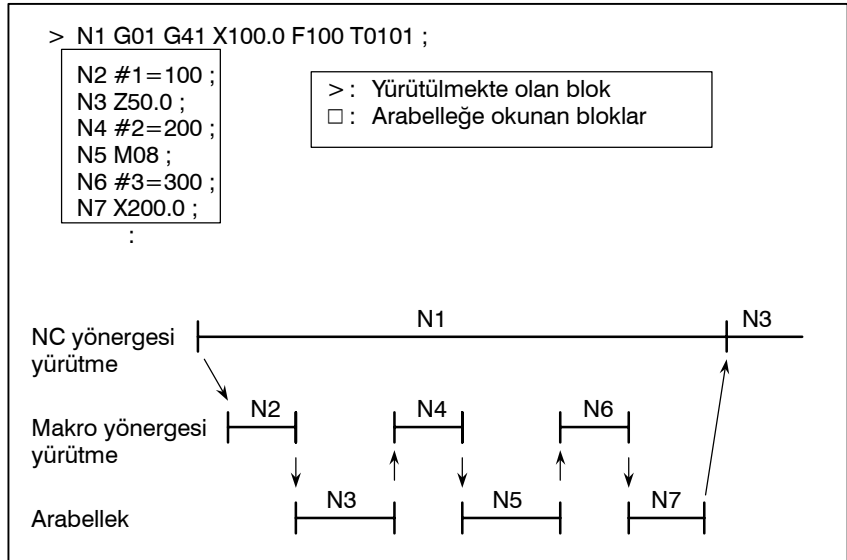 > N1 G01 G41 X100.0 F100 T0101 ;
N2 #1=100 ;
N3 Z50.0 ;
N4 #2=200 ;
N5 M08 ;
N6 #3=300 ;
N7 X200.0 ;
:
> : Yürütülmekte olan blok
□ : Arabelleğe okunan bloklar
N1 N3
NC yönergesi
yürütme
N2 N4 N6
Makro yönergesi
yürütme
N3 N5 N7
Arabellek